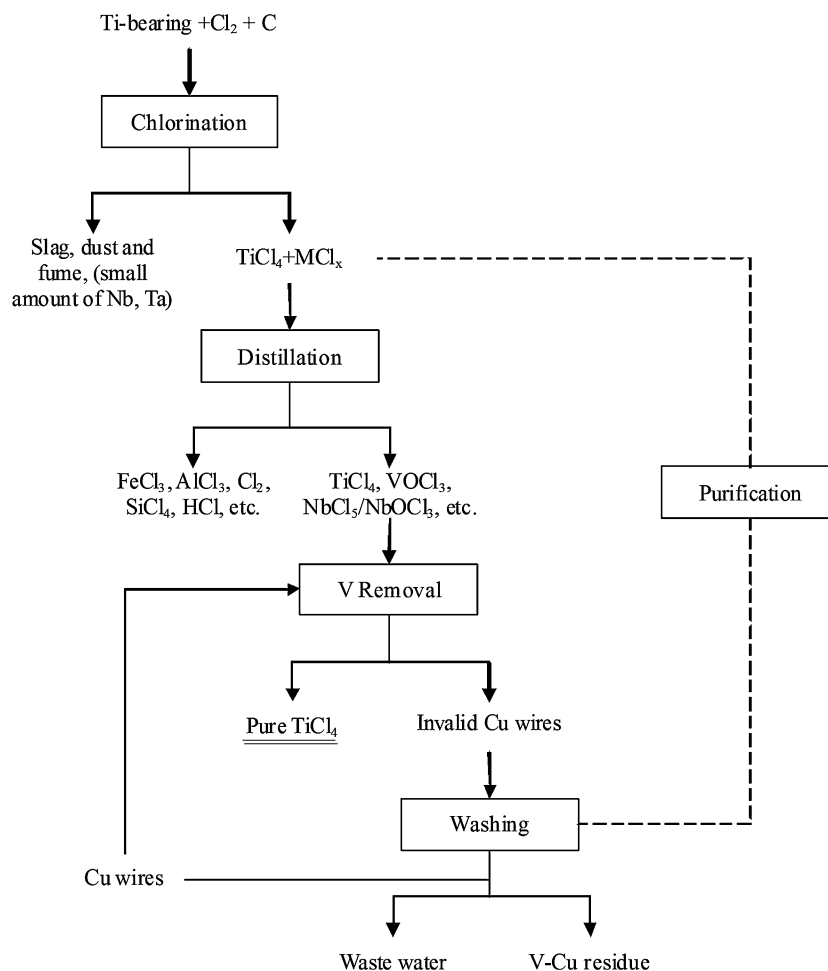 Ti-bearing +Cl₂ + C
Chlorination
Slag, dust and
fume, (small
amount of Nb, Ta)
TiCl₄+MClₓ
Distillation
FeCl₃, AlCl₃, Cl₂,
SiCl₄, HCl, etc.
TiCl₄, VOCl₃,
NbCl₅/NbOCl₃, etc.
Purification
V Removal
Pure TiCl₄
Invalid Cu wires
Washing
Cu wires
Waste water
V-Cu residue